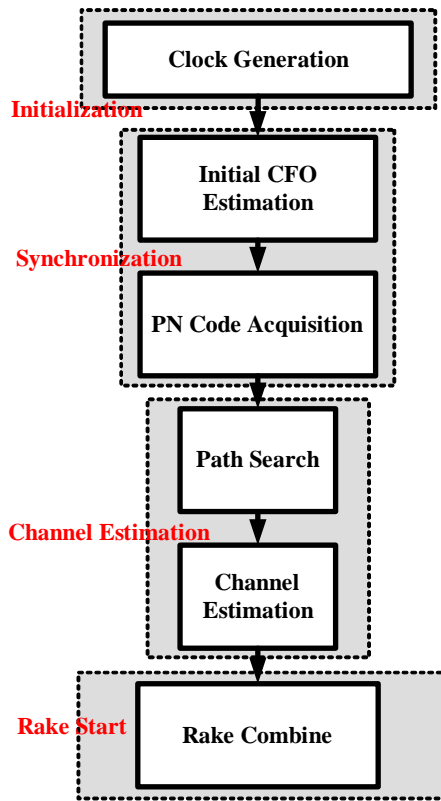 Clock Generation
Initialization
Initial CFO
Estimation
Synchronization
PN Code Acquisition
Path Search
Channel Estimation
Channel
Estimation
Rake Start
Rake Combine